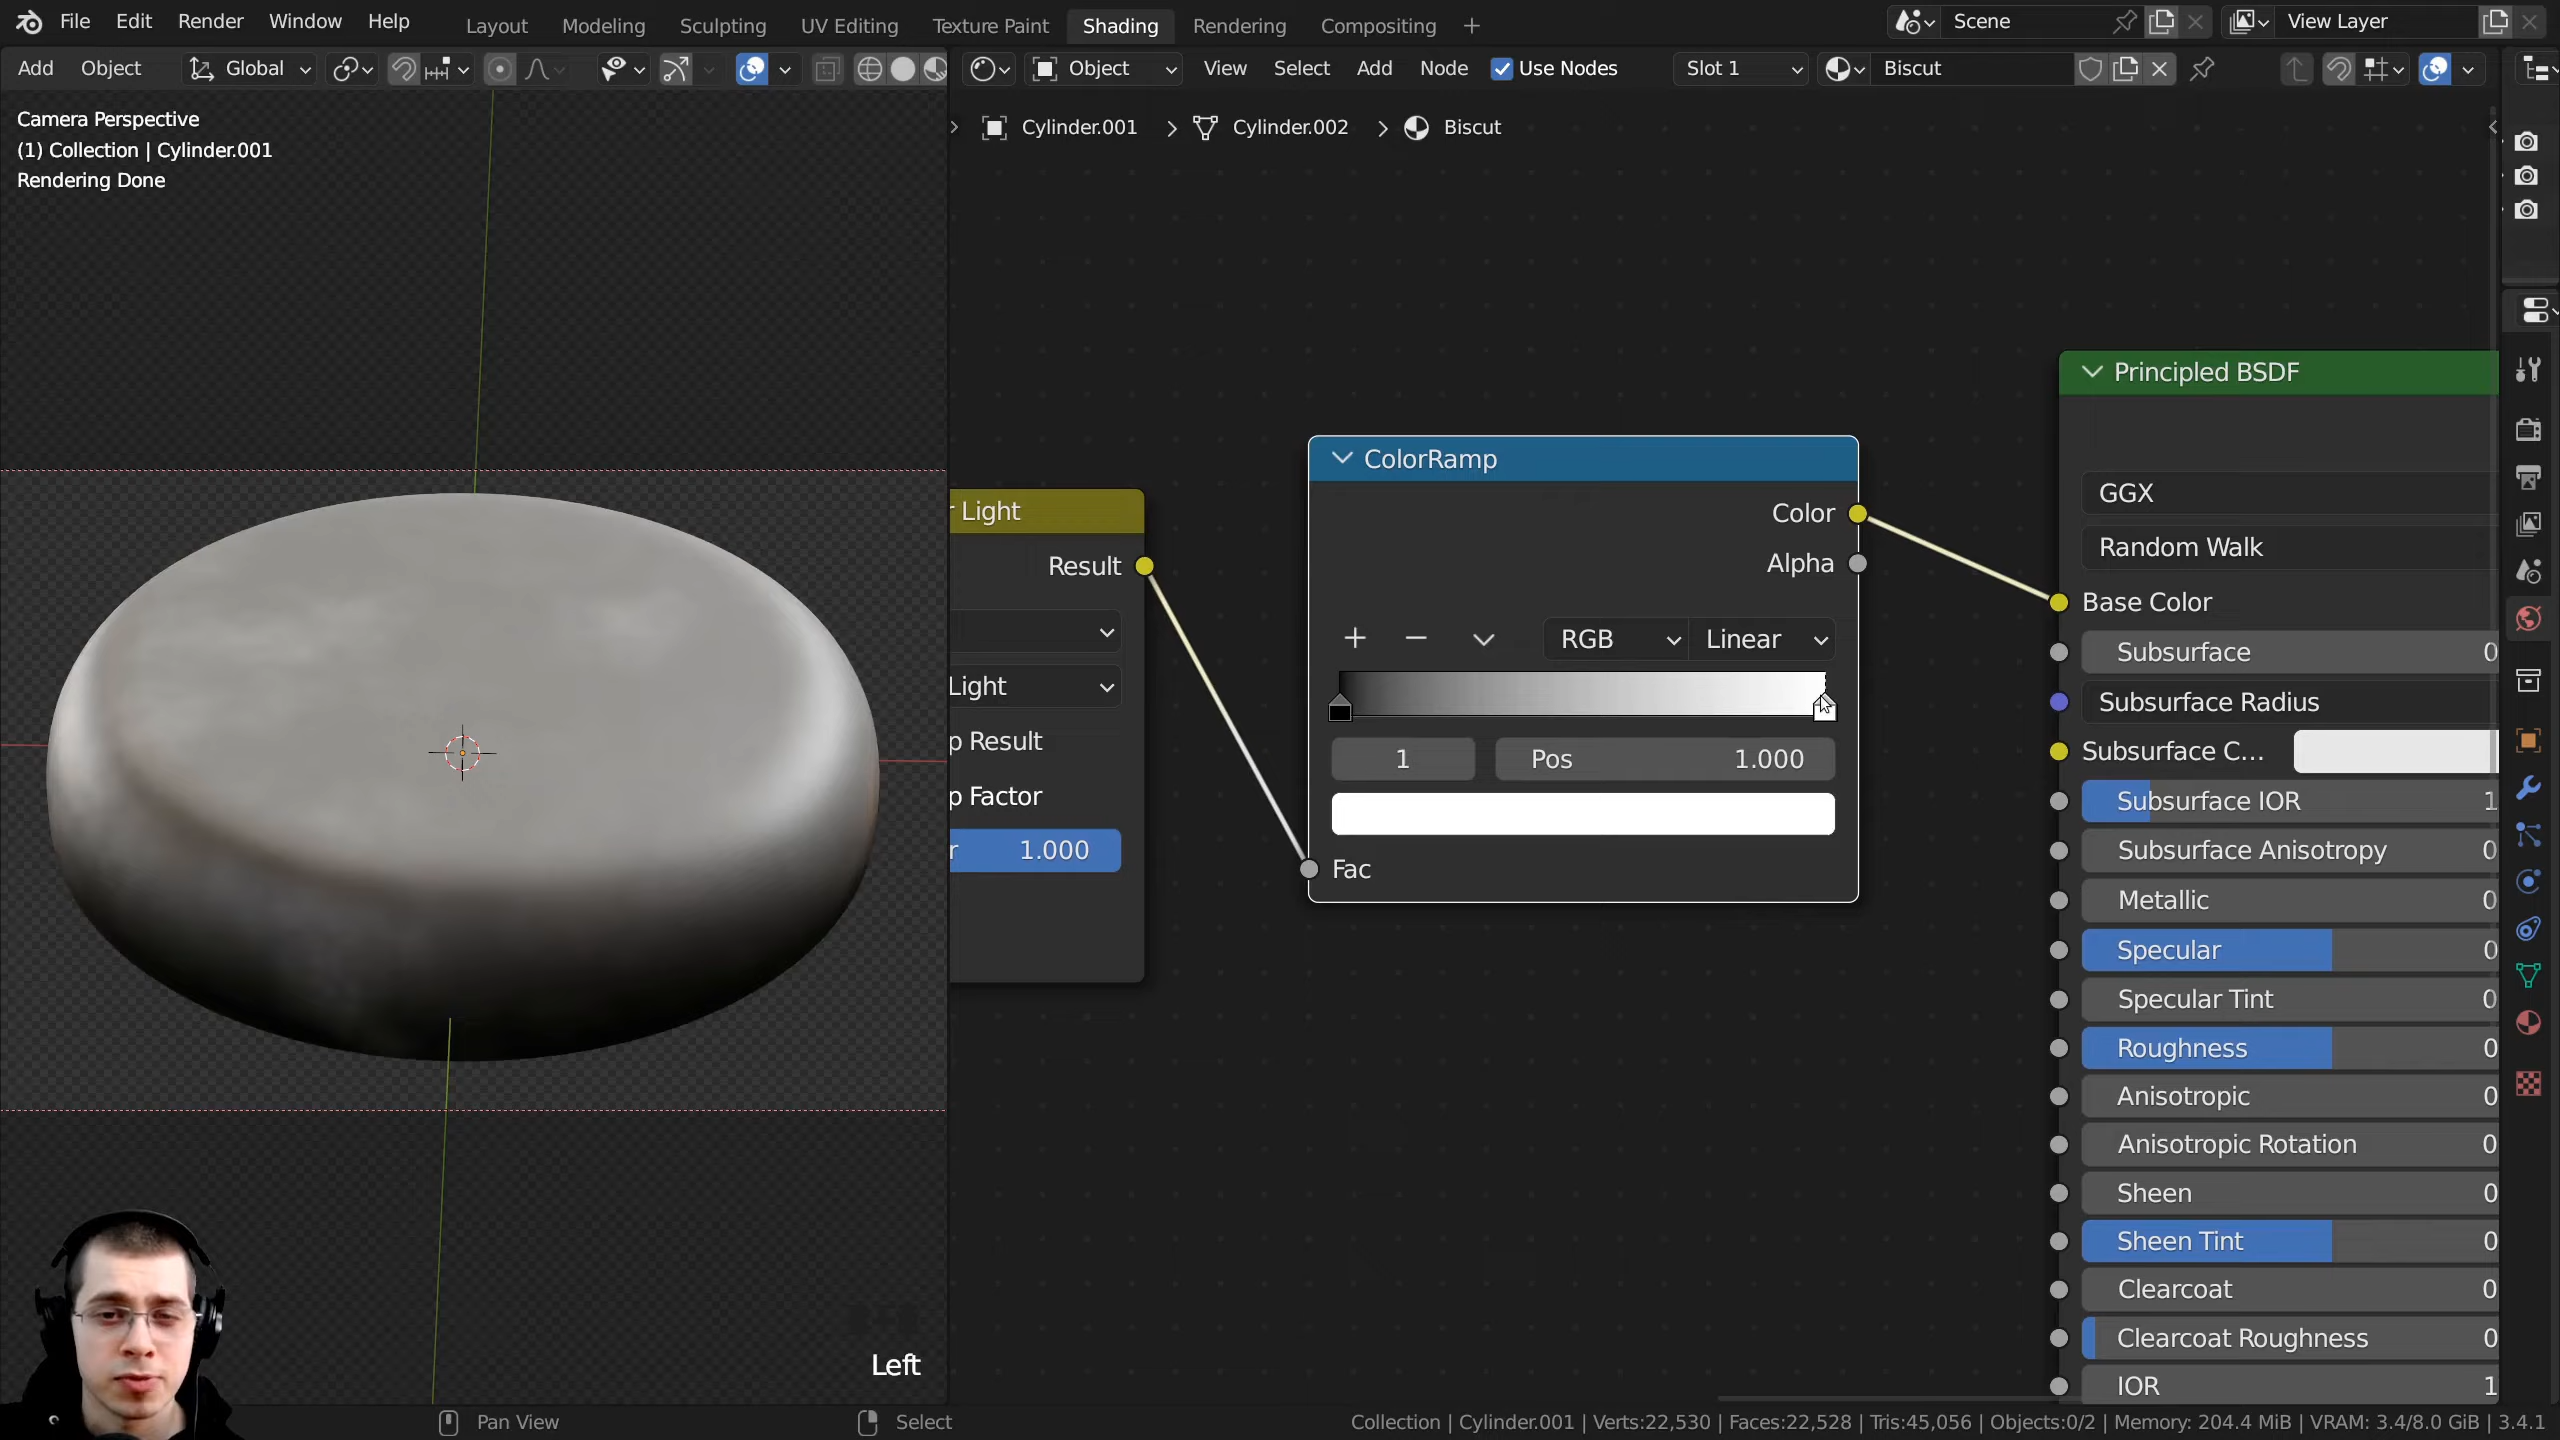 File Edit Render Window Help Layout Modeling Sculpting UV Editing Texture Paint Shading Rendering Compositing + Scene View Layer
Add Object Global Object View Select Add Node Use Nodes Slot 1 Biscut
Camera Perspective
(1) Collection | Cylinder.001
Rendering Done
Cylinder.001 > Cylinder.002 > Biscut
r Light
Result
Light
p Result
p Factor
r 1.000
ColorRamp
Color
Alpha
RGB Linear
1 Pos 1.000
Fac
Principled BSDF
GGX
Random Walk
Base Color
Subsurface 0
Subsurface Radius
Subsurface C...
Subsurface IOR 1
Subsurface Anisotropy 0
Metallic 0
Specular 0
Specular Tint 0
Roughness 0
Anisotropic 0
Anisotropic Rotation 0
Sheen 0
Sheen Tint 0
Clearcoat 0
Clearcoat Roughness 0
IOR 1
Left
Pan View Select Collection | Cylinder.001 | Verts:22,530 | Faces:22,528 | Tris:45,056 | Objects:0/2 | Memory: 204.4 MiB | VRAM: 3.4/8.0 GiB | 3.4.1